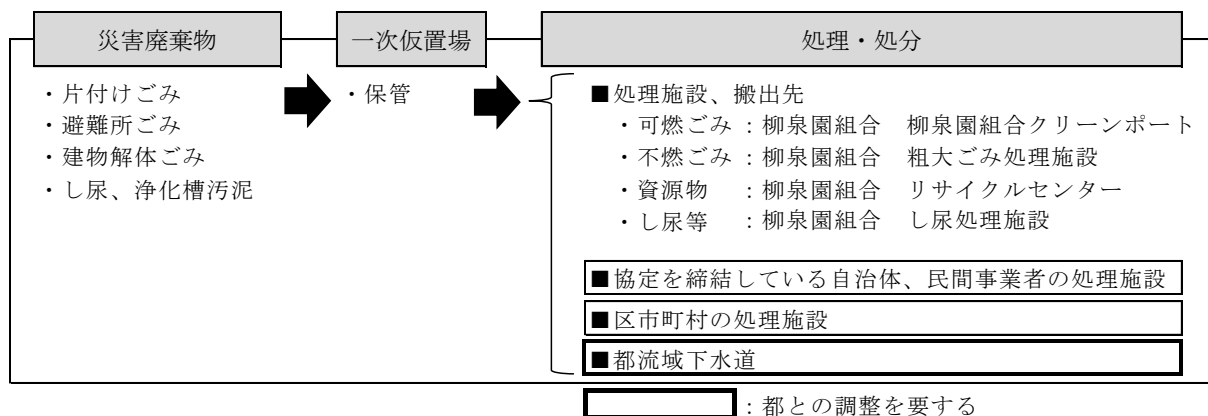 災害廃棄物
一次仮置場
処理・処分
・片付けごみ
・避難所ごみ
・建物解体ごみ
・し尿、浄化槽汚泥
・保管
■処理施設、搬出先
・可燃ごみ：柳泉園組合　柳泉園組合クリーンポート
・不燃ごみ：柳泉園組合　粗大ごみ処理施設
・資源物　：柳泉園組合　リサイクルセンター
・し尿等　：柳泉園組合　し尿処理施設
■協定を締結している自治体、民間事業者の処理施設
■区市町村の処理施設
■都流域下水道
：都との調整を要する